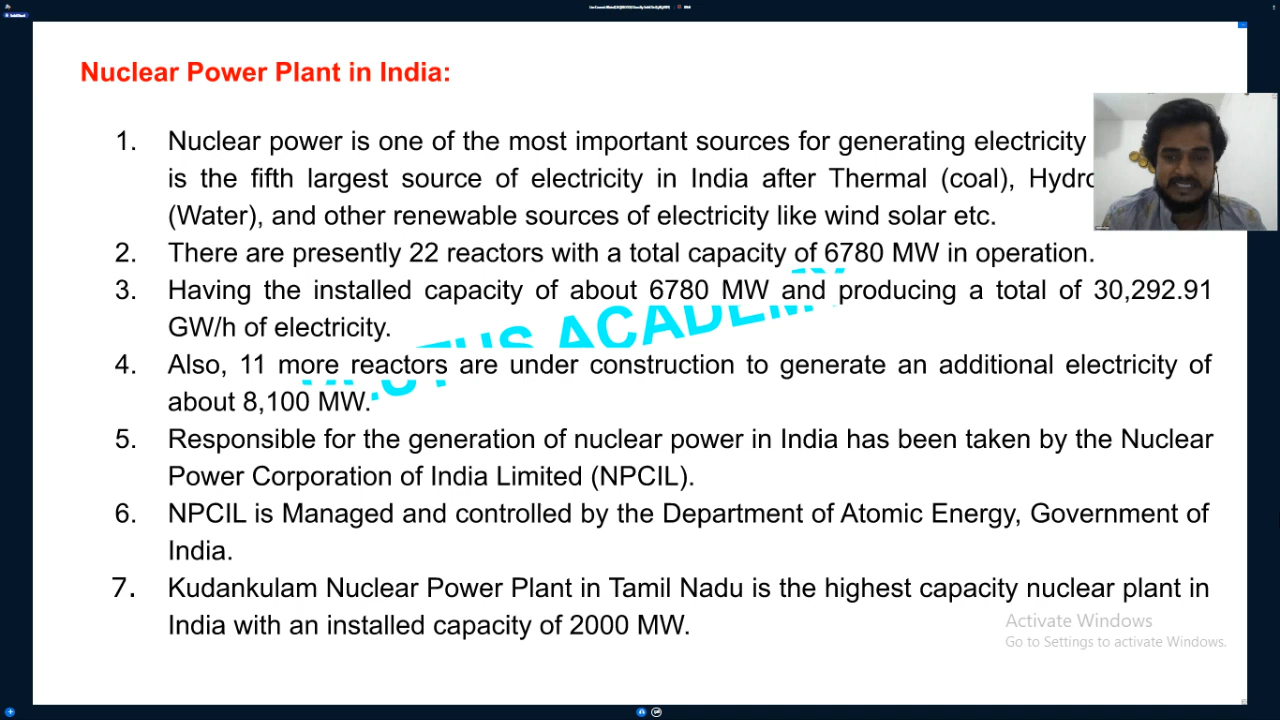 Nuclear Power Plant in India:
1. Nuclear power is one of the most important sources for generating electricity
is the fifth largest source of electricity in India after Thermal (coal), Hydro
(Water), and other renewable sources of electricity like wind solar etc.
2. There are presently 22 reactors with a total capacity of 6780 MW in operation.
3. Having the installed capacity of about 6780 MW and producing a total of 30,292.91
GW/h of electricity.
4. Also, 11 more reactors are under construction to generate an additional electricity of
about 8,100 MW.
5. Responsible for the generation of nuclear power in India has been taken by the Nuclear
Power Corporation of India Limited (NPCIL).
6. NPCIL is Managed and controlled by the Department of Atomic Energy, Government of
India.
7. Kudankulam Nuclear Power Plant in Tamil Nadu is the highest capacity nuclear plant in
India with an installed capacity of 2000 MW.
ACADEMY
Activate Windows
Go to Settings to activate Windows.